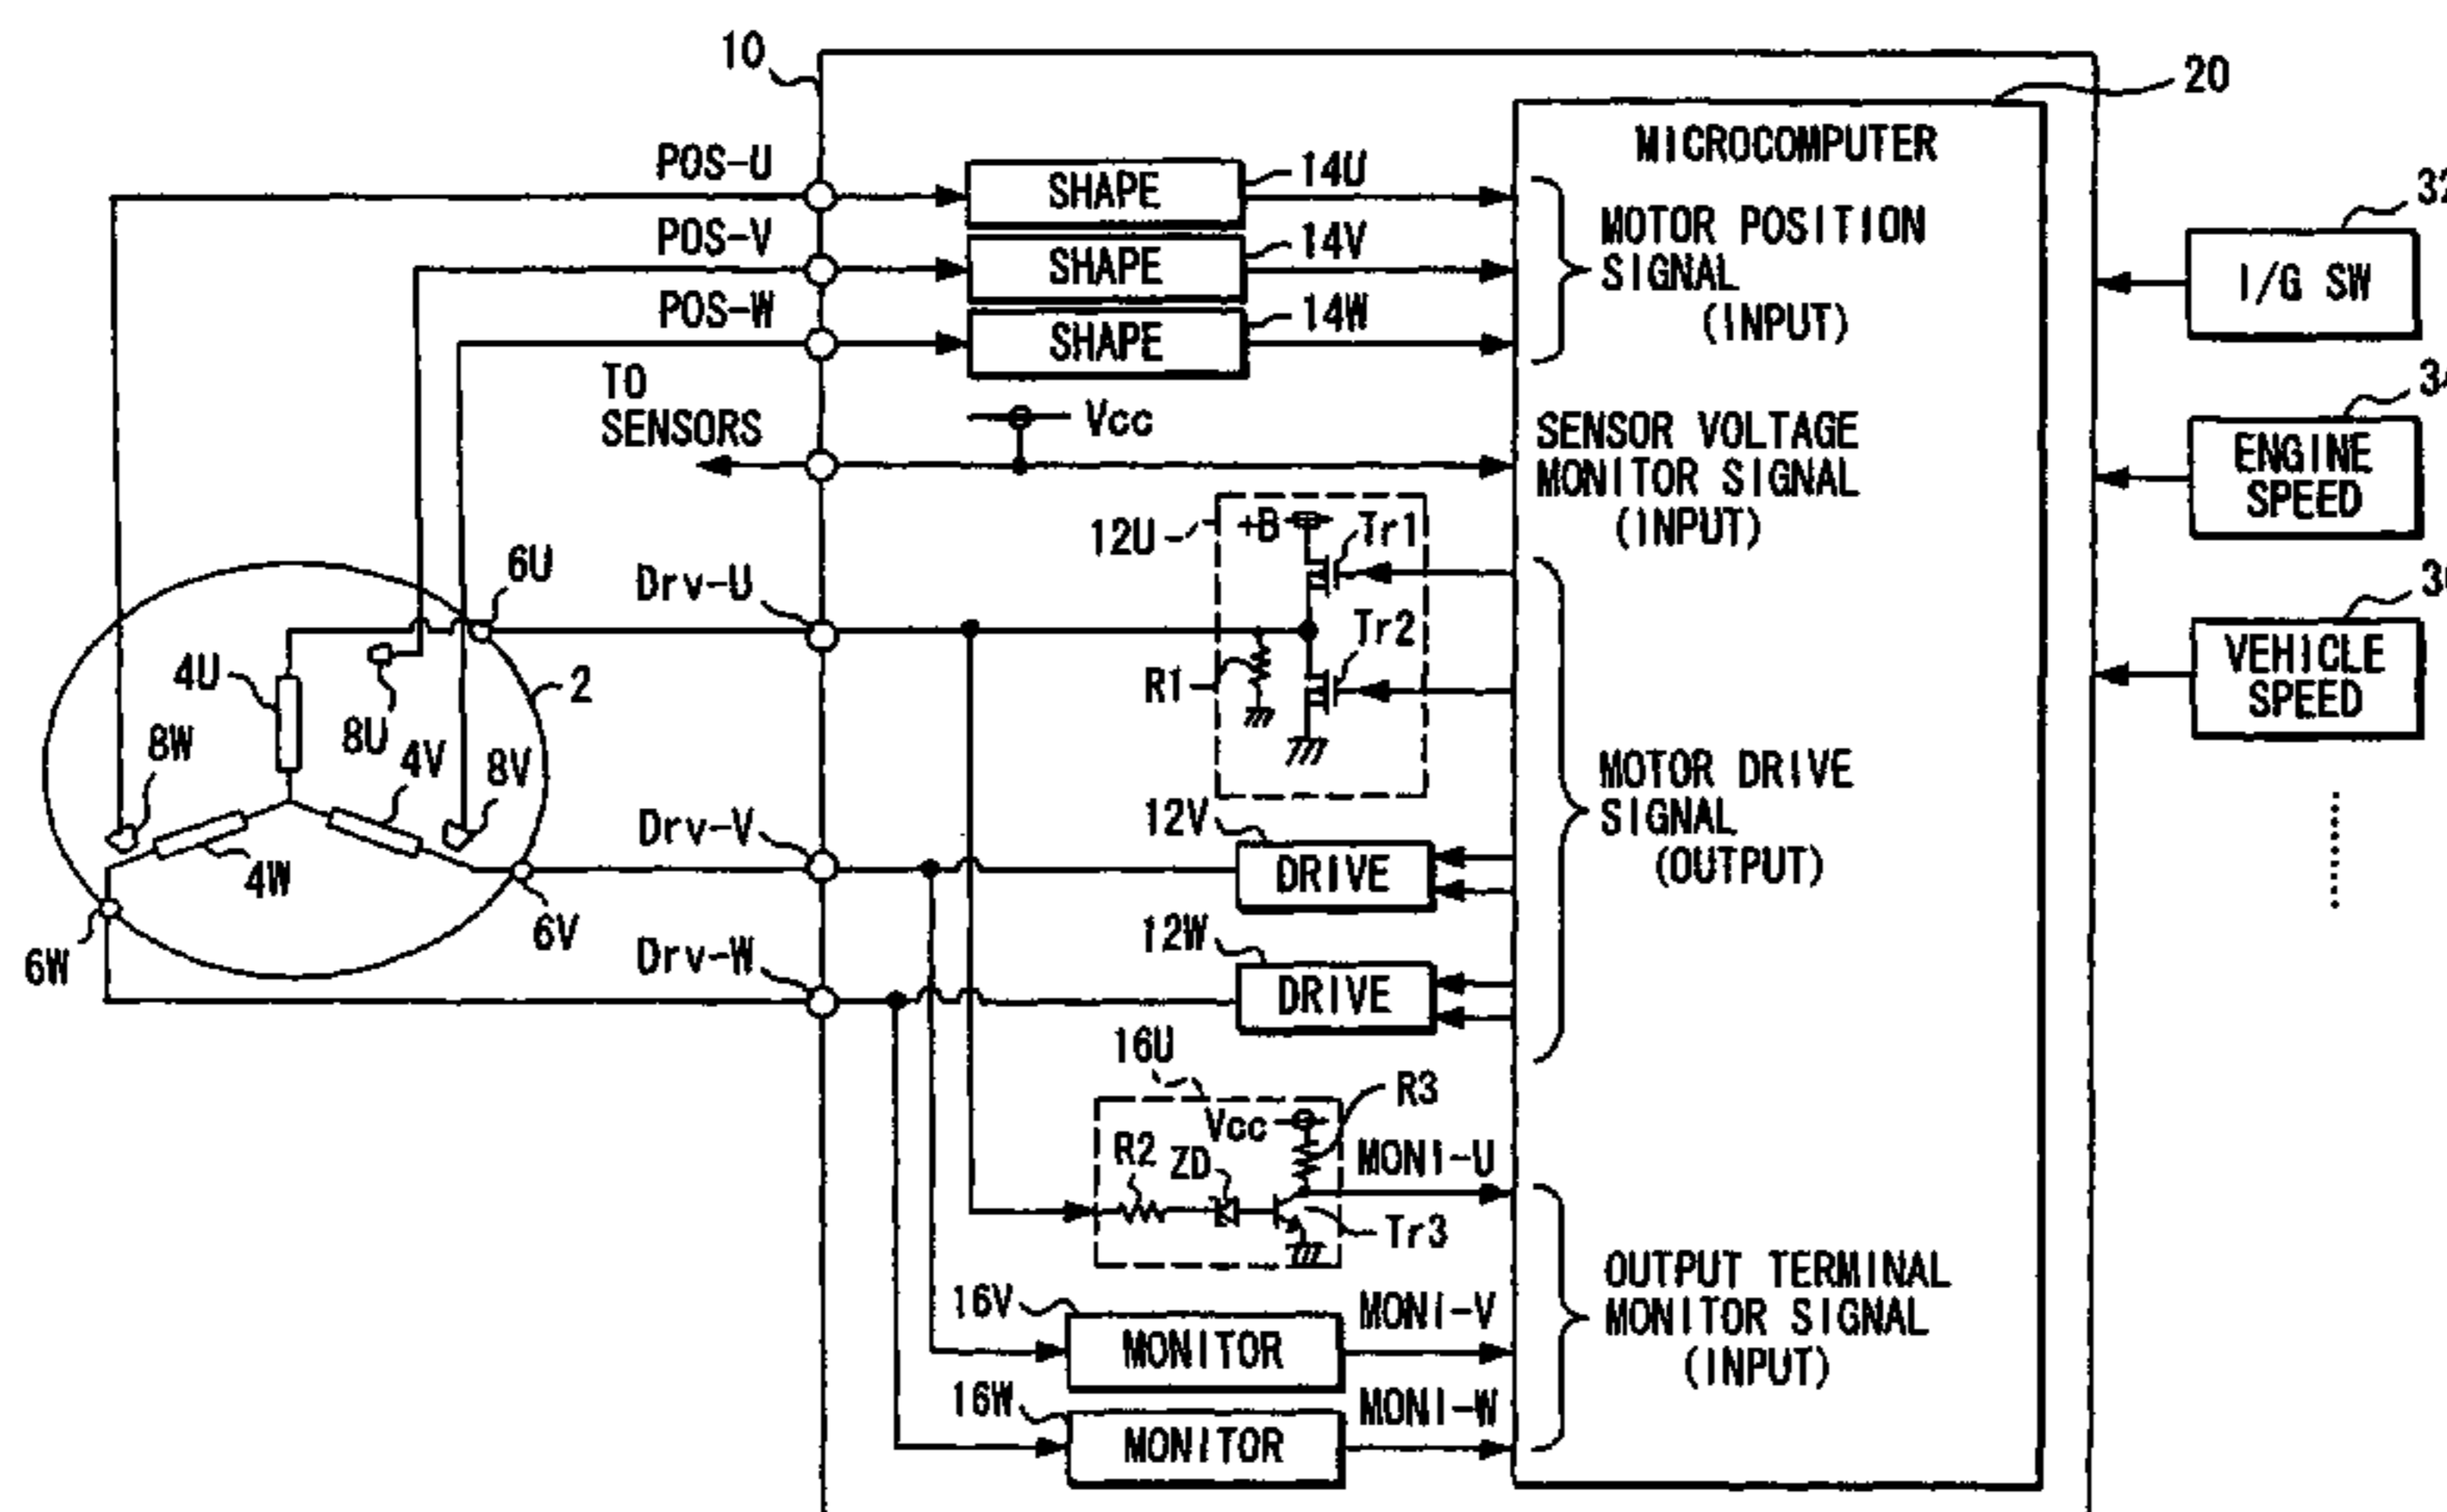 10
20
MICROCOMPUTER
POS-U
SHAPE
14U
POS-V
SHAPE
14V
POS-W
SHAPE
14W
MOTOR POSITION
SIGNAL
(INPUT)
32
I/G SW
TO
SENSORS
Vcc
SENSOR VOLTAGE
MONITOR SIGNAL
(INPUT)
ENGINE
SPEED
12U
+B
Tr1
Tr2
R1
Drv-U
6U
2
4U
8U
8W
4V
8V
4W
6W
6V
VEHICLE
SPEED
MOTOR DRIVE
SIGNAL
(OUTPUT)
Drv-V
12V
DRIVE
Drv-W
12W
DRIVE
16U
Vcc
R3
R2
ZD
Tr3
MONI-U
16V
MONITOR
MONI-V
16W
MONITOR
MONI-W
OUTPUT TERMINAL
MONITOR SIGNAL
(INPUT)